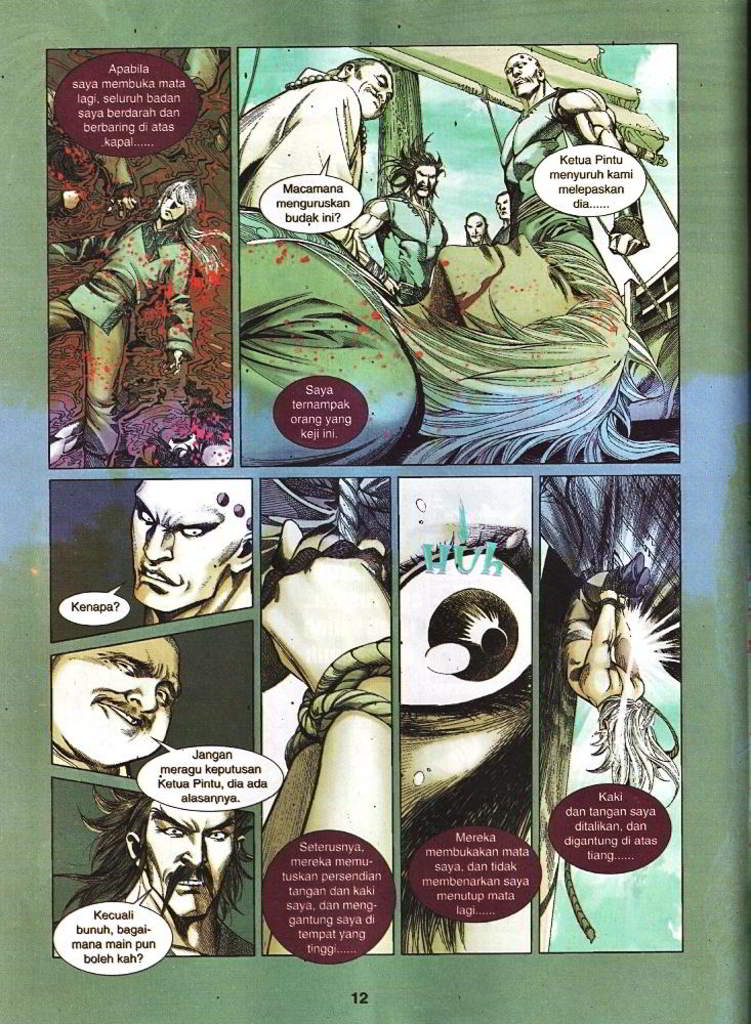 Apabila
saya membuka mata
lagi, seluruh badan
saya berdarah dan
berbaring di atas
kapal......
Macamana
menguruskan
budak ini?
Ketua Pintu
menyuruh kami
melepaskan
dia......
Saya
ternampak
orang yang
keji ini.
Kenapa?
Jangan
meragu keputusan
Ketua Pintu, dia ada
alasannya.
Kecuali
bunuh, bagai-
mana main pun
boleh kah?
Seterusnya,
mereka memu-
tuskan persendian
tangan dan kaki
saya, dan meng-
gantung saya di
tempat yang
tinggi......
HUh
Mereka
membukakan mata
saya, dan tidak
membenarkan saya
menutup mata
lagi......
Kaki
dan tangan saya
ditalikan, dan
digantung di atas
tiang......
12